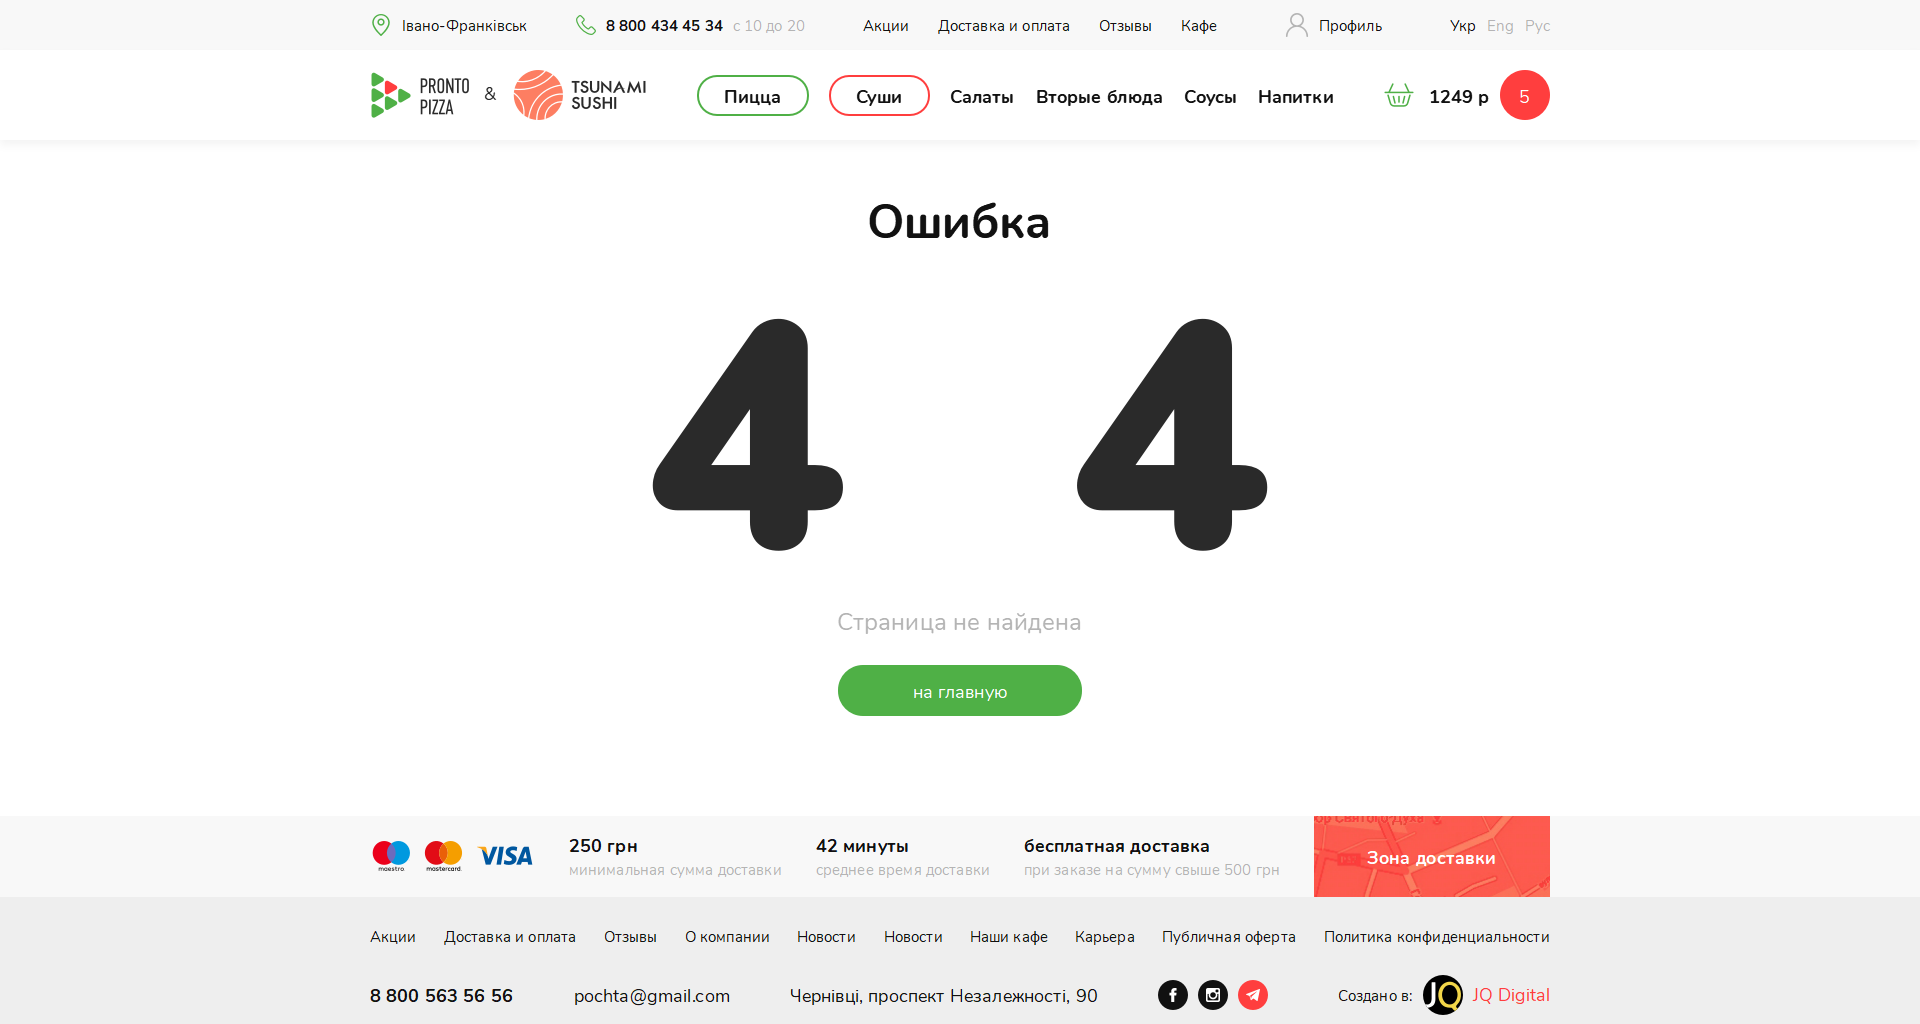 Івано-Франківськ
8 800 434 45 34 с 10 до 20
Акции Доставка и оплата Отзывы Кафе
Профиль
Укр Eng Рус
PRONTO PIZZA
&
TSUNAMI SUSHI
Пицца Суши Салаты Вторые блюда Соусы Напитки
1249 р 5
Ошибка
4 4
Страница не найдена
на главную
maestro. mastercard. VISA
250 грн
минимальная сумма доставки
42 минуты
среднее время доставки
бесплатная доставка
при заказе на сумму свыше 500 грн
ор Святого Духа
Зона доставки
Акции Доставка и оплата Отзывы О компании Новости Новости Наши кафе Карьера Публичная оферта Политика конфиденциальности
8 800 563 56 56 pochta@gmail.com Чернівці, проспект Незалежності, 90
Создано в: JQ JQ Digital